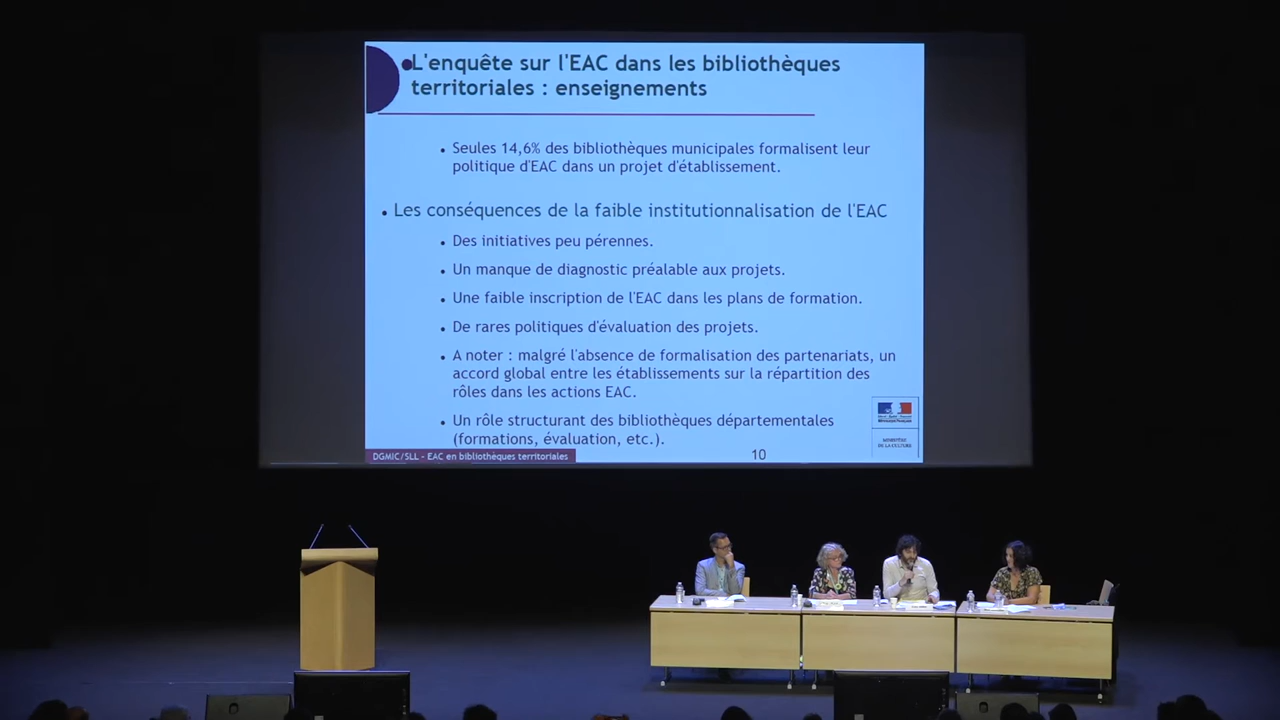 •L'enquête sur l'EAC dans les bibliothèques
territoriales : enseignements
• Seules 14,6% des bibliothèques municipales formalisent leur
politique d'EAC dans un projet d'établissement.
• Les conséquences de la faible institutionnalisation de l'EAC
• Des initiatives peu pérennes.
• Un manque de diagnostic préalable aux projets.
• Une faible inscription de l'EAC dans les plans de formation.
• De rares politiques d'évaluation des projets.
• A noter : malgré l'absence de formalisation des partenariats, un
accord global entre les établissements sur la répartition des
rôles dans les actions EAC.
• Un rôle structurant des bibliothèques départementales
(formations, évaluation, etc.).
MINISTÈRE
DE LA CULTURE
DGMIC/SLL - EAC en bibliothèques territoriales
10